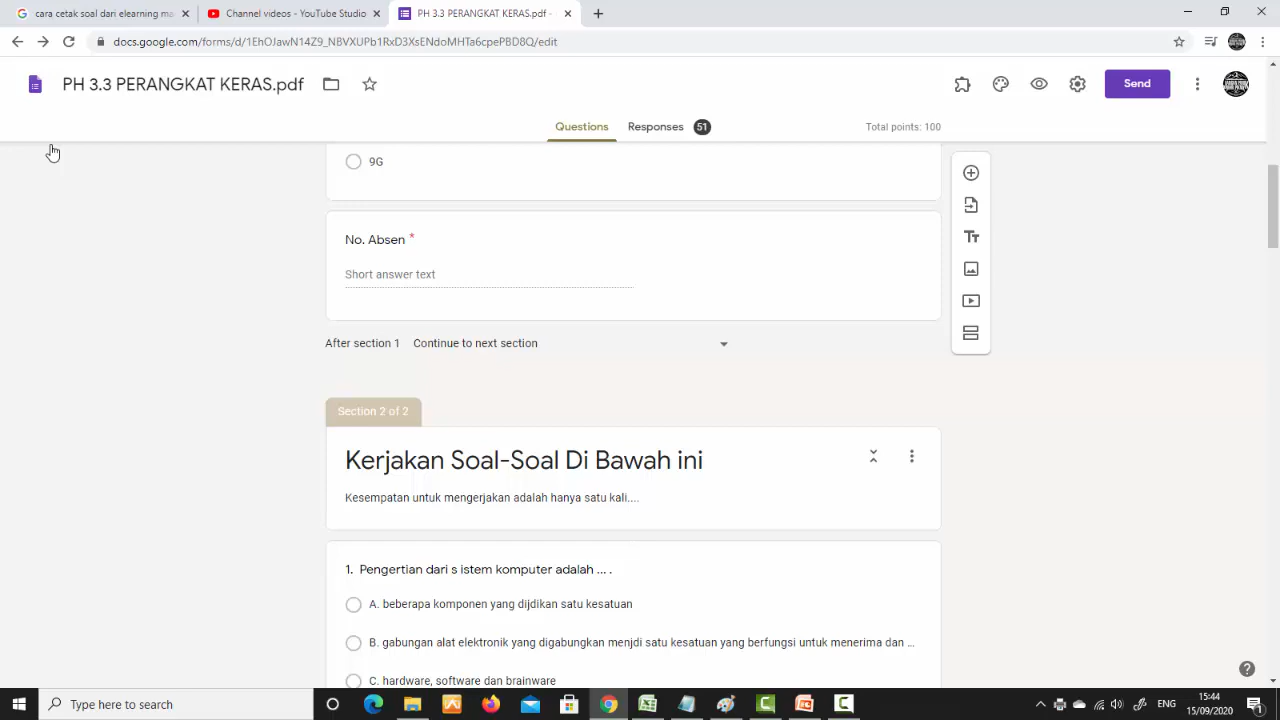 cara cetak soal dari elearning ma
Channel videos - YouTube Studio
PH 3.3 PERANGKAT KERAS.pdf -
docs.google.com/forms/d/1EhOJawN14Z9_NBVXUPb1RxD3XsENdoMHTa6cpePBD8Q/edit
PH 3.3 PERANGKAT KERAS.pdf
Send
Questions
Responses 51
Total points: 100
9G
No. Absen *
Short answer text
After section 1 Continue to next section
Section 2 of 2
Kerjakan Soal-Soal Di Bawah ini
Kesempatan untuk mengerjakan adalah hanya satu kali....
1. Pengertian dari s istem komputer adalah ... .
A. beberapa komponen yang dijdikan satu kesatuan
B. gabungan alat elektronik yang digabungkan menjdi satu kesatuan yang berfungsi untuk menerima dan ...
C. hardware, software dan brainware
Type here to search
ENG
15:44
15/09/2020